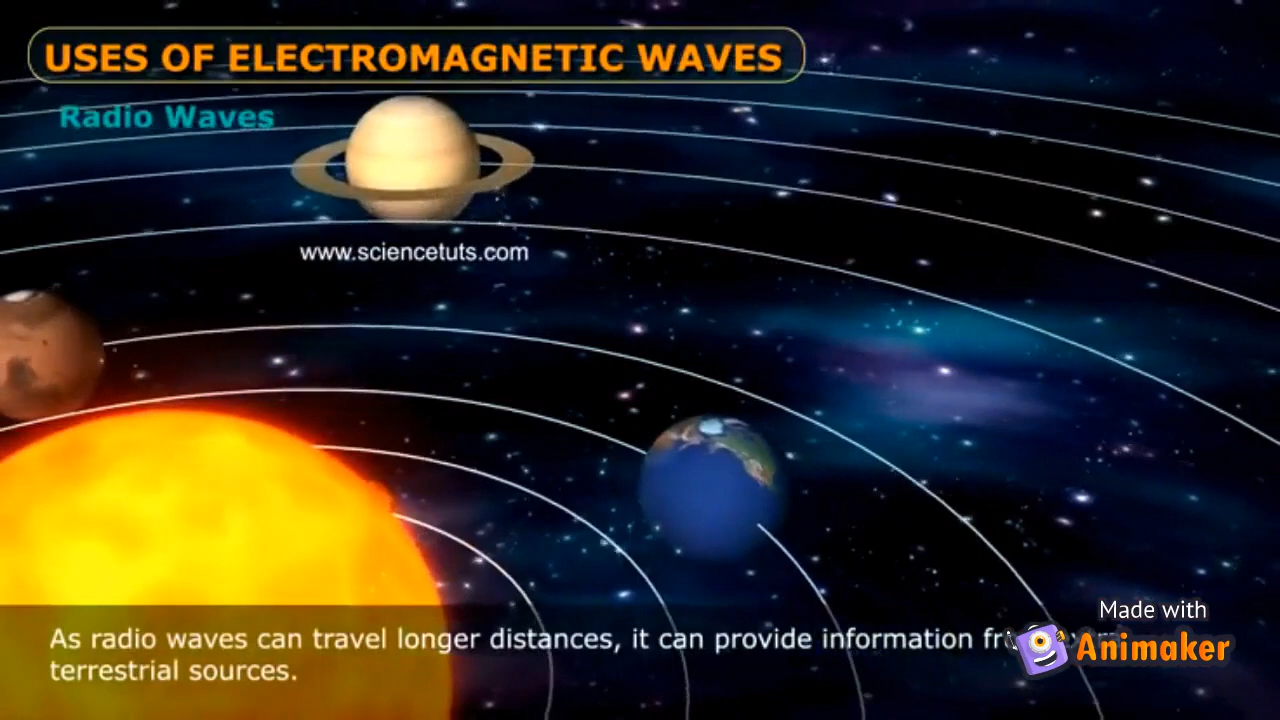 USES OF ELECTROMAGNETIC WAVES
Radio Waves
www.sciencetuts.com
As radio waves can travel longer distances, it can provide information
terrestrial sources.
Made with
Animaker